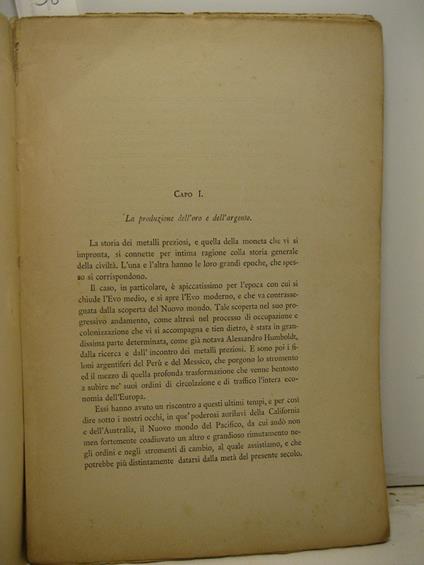 CAPO I.
La produzione dell'oro e dell'argento.
La storia dei metalli preziosi, e quella della moneta che vi si
impronta, si connette per intima ragione colla storia generale
della civiltà. L'una e l'altra hanno le loro grandi epoche, che spes-
so si corrispondono.
Il caso, in particolare, è spiccatissimo per l'epoca con cui si
chiude l'Evo medio, e si apre l'Evo moderno, e che va contrasse-
gnata dalla scoperta del Nuovo mondo. Tale scoperta nel suo pro-
gressivo andamento, come altresì nel processo di occupazione e
colonizzazione che vi si accompagna e tien dietro, è stata in gran-
dissima parte determinata, come già notava Alessandro Humboldt,
dalla ricerca e dall' incontro dei metalli preziosi. E sono poi i fi-
loni argentiferi del Perù e del Messico, che porgono lo stromento
ed il mezzo di quella profonda trasformazione che venne bentosto
a subire ne' suoi ordini di circolazione e di traffico l'intera eco-
nomia dell'Europa.
Essi hanno avuto un riscontro a questi ultimi tempi, e per così
dire sotto i nostri occhi, in que' poderosi aurilavi della California
e dell'Australia, il Nuovo mondo del Pacifico, da cui andò non
men fortemente coadiuvato un altro e grandioso rimutamento ne-
gli ordini e negli stromenti di cambio, al quale assistiamo, e che
potrebbe più distintamente datarsi dalla metà del presente secolo.